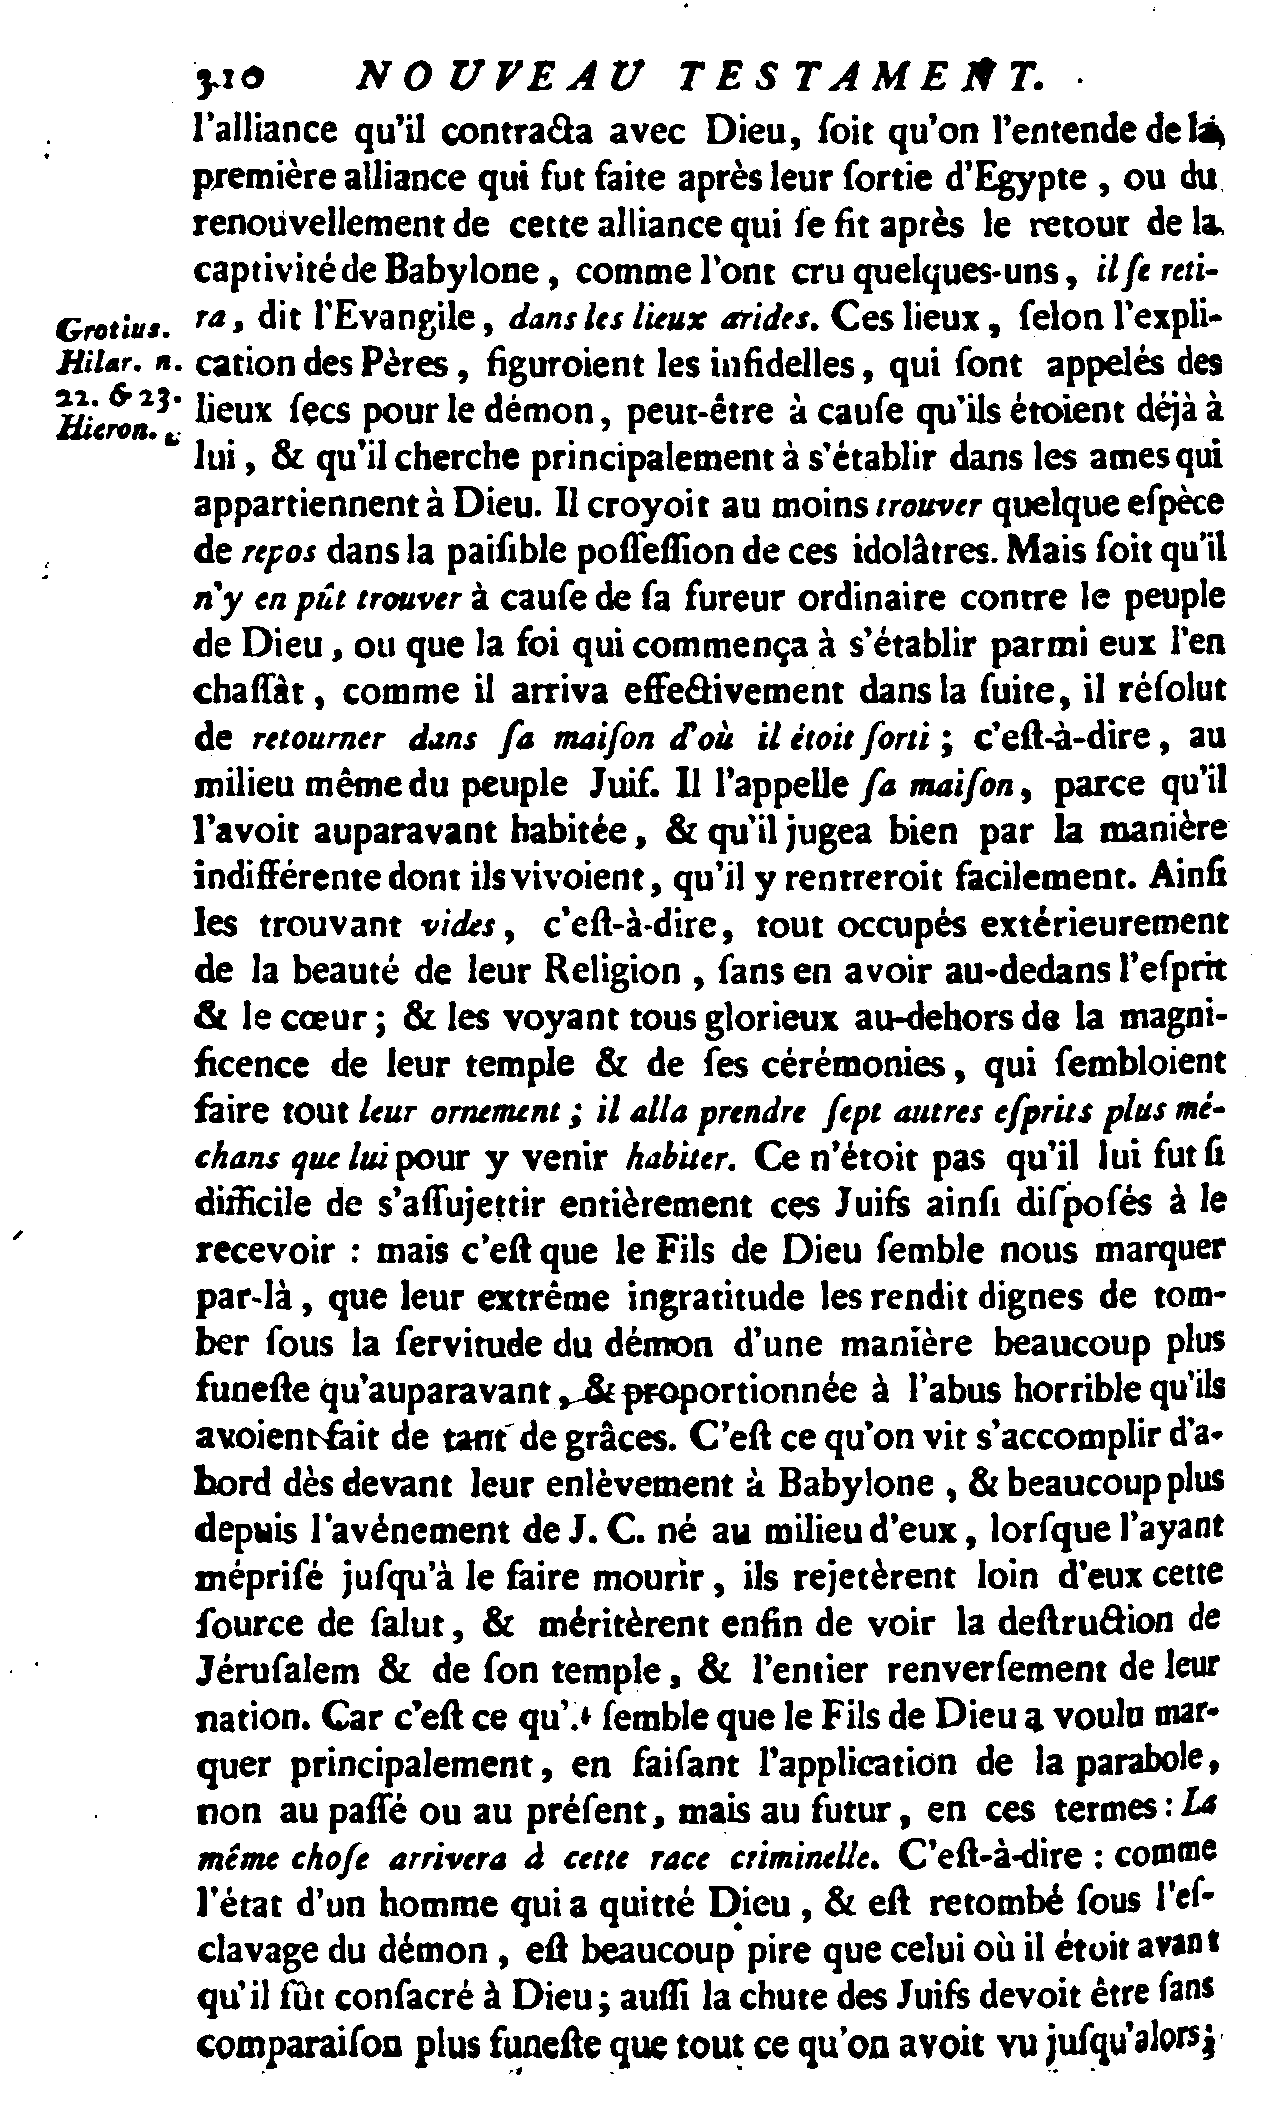 310 NOUVEAU TESTAMENT.
l'alliance qu'il contracta avec Dieu, ſoit qu'on l'entende de la
première alliance qui fut faite après leur ſortie d'Egypte, ou du
renouvellement de cette alliance qui ſe fit après le retour de la
captivité de Babylone, comme l'ont cru quelques-uns, il ſe reti-
ra, dit l'Evangile, dans les lieux arides. Ces lieux, ſelon l'expli-
Grotius.
Hilar. n.
22. & 23.
Hieron.
cation des Pères, figuroient les infidelles, qui ſont appelés des
lieux ſecs pour le démon, peut-être à cauſe qu'ils étoient déjà à
lui, & qu'il cherche principalement à s'établir dans les ames qui
appartiennent à Dieu. Il croyoit au moins trouver quelque eſpèce
de repos dans la paiſible poſſeſſion de ces idolâtres. Mais ſoit qu'il
n'y en pût trouver à cauſe de ſa fureur ordinaire contre le peuple
de Dieu, ou que la foi qui commença à s'établir parmi eux l'en
chaſſât, comme il arriva effectivement dans la ſuite, il réſolut
de retourner dans ſa maiſon d'où il étoit ſorti; c'eſt-à-dire, au
milieu même du peuple Juif. Il l'appelle ſa maiſon, parce qu'il
l'avoit auparavant habitée, & qu'il jugea bien par la manière
indifférente dont ils vivoient, qu'il y rentreroit facilement. Ainſi
les trouvant vides, c'eſt-à-dire, tout occupés extérieurement
de la beauté de leur Religion, ſans en avoir au-dedans l'eſprit
& le cœur; & les voyant tous glorieux au-dehors de la magni-
ficence de leur temple & de ſes cérémonies, qui ſembloient
faire tout leur ornement; il alla prendre ſept autres eſprits plus mé-
chans que lui pour y venir habiter. Ce n'étoit pas qu'il lui fut ſi
difficile de s'aſſujettir entièrement ces Juifs ainſi diſpoſés à le
recevoir : mais c'eſt que le Fils de Dieu ſemble nous marquer
par-là, que leur extrême ingratitude les rendit dignes de tom-
ber ſous la ſervitude du démon d'une manière beaucoup plus
funeſte qu'auparavant, & proportionnée à l'abus horrible qu'ils
avoient fait de tant de grâces. C'eſt ce qu'on vit s'accomplir d'a-
bord dès devant leur enlèvement à Babylone, & beaucoup plus
depuis l'avénement de J. C. né au milieu d'eux, lorſque l'ayant
mépriſé juſqu'à le faire mourir, ils rejetèrent loin d'eux cette
ſource de ſalut, & méritèrent enfin de voir la deſtruction de
Jéruſalem & de ſon temple, & l'entier renverſement de leur
nation. Car c'eſt ce qu' ſemble que le Fils de Dieu a voulu mar-
quer principalement, en faiſant l'application de la parabole,
non au paſſé ou au préſent, mais au futur, en ces termes : La
même choſe arrivera à cette race criminelle. C'eſt-à-dire : comme
l'état d'un homme qui a quitté Dieu, & eſt retombé ſous l'eſ-
clavage du démon, eſt beaucoup pire que celui où il étoit avant
qu'il fût conſacré à Dieu; auſſi la chute des Juifs devoit être ſans
comparaiſon plus funeſte que tout ce qu'on avoit vu juſqu'alors;